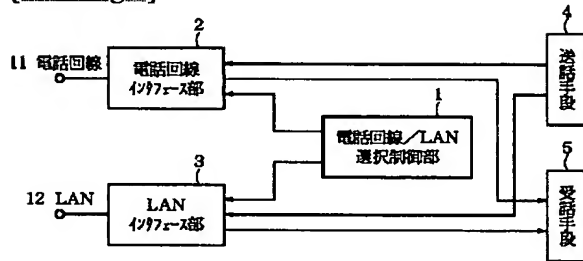 2
4
11 電話回線
電話回線
インタフェース部
送話手段
1
電話回線/LAN
選択制御部
3
5
12 LAN
LAN
インタフェース部
受話手段